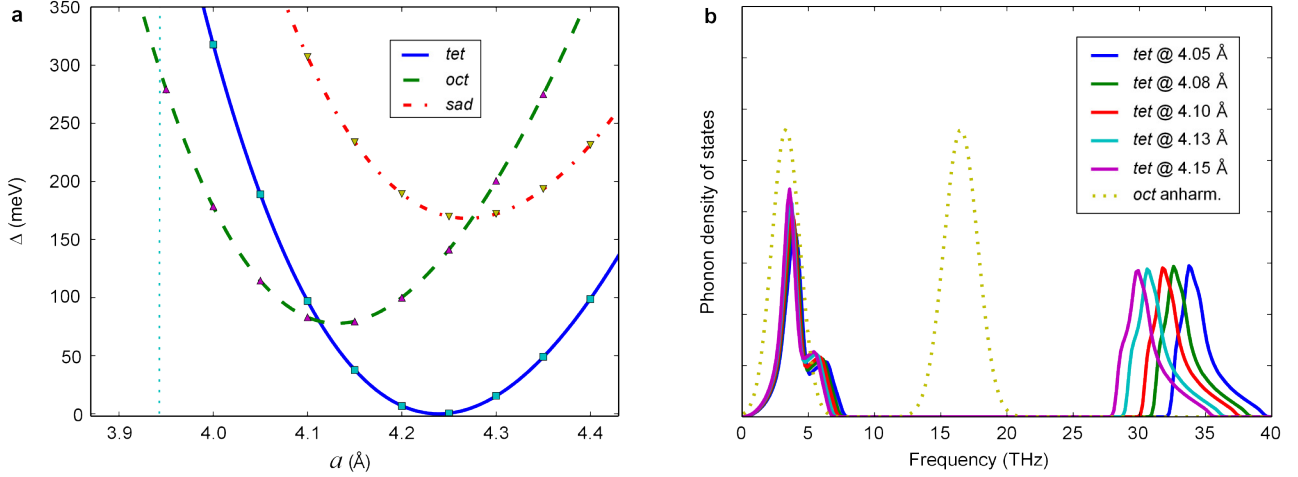 a
350
300
250
200
150
100
50
0
Δ (meV)
3.9 4.0 4.1 4.2 4.3 4.4
a (Å)
tet
oct
sad
b
Phonon density of states
0 5 10 15 20 25 30 35 40
Frequency (THz)
tet @ 4.05 Å
tet @ 4.08 Å
tet @ 4.10 Å
tet @ 4.13 Å
tet @ 4.15 Å
oct anharm.